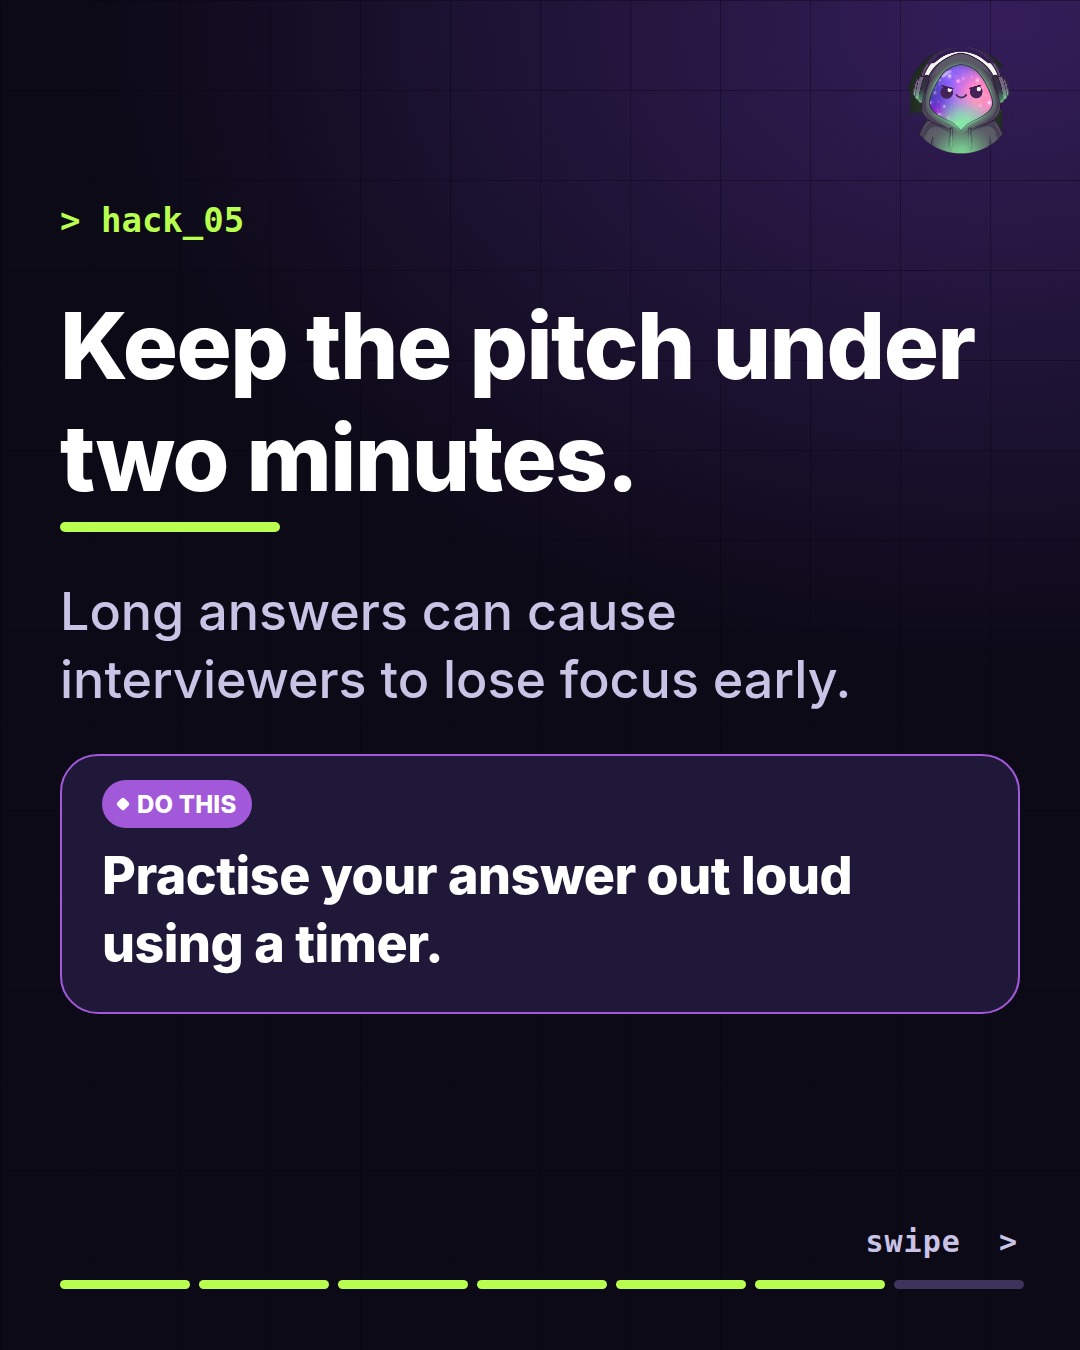 > hack_05
Keep the pitch under
two minutes.
Long answers can cause
interviewers to lose focus early.
DO THIS
Practise your answer out loud
using a timer.
swipe >